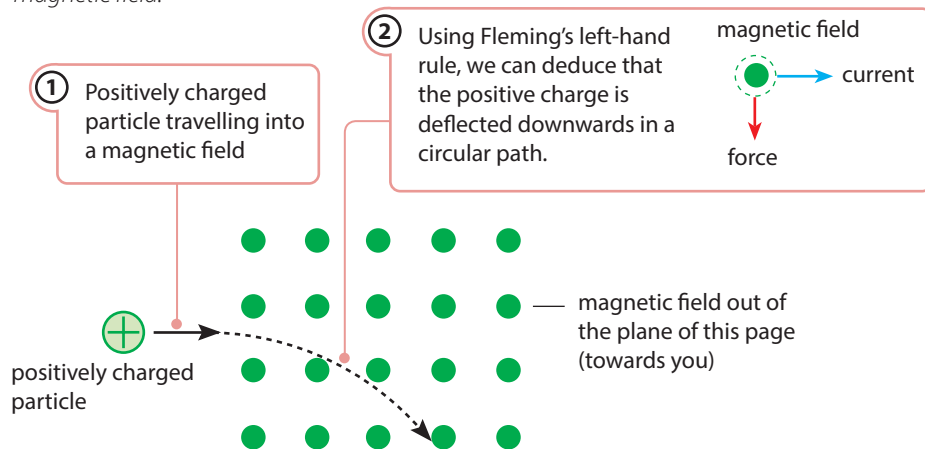 magnetic field.
1
Positively charged
particle travelling into
a magnetic field
2
Using Fleming’s left-hand
rule, we can deduce that
the positive charge is
deflected downwards in a
circular path.
magnetic field
current
force
magnetic field out of
the plane of this page
(towards you)
positively charged
particle